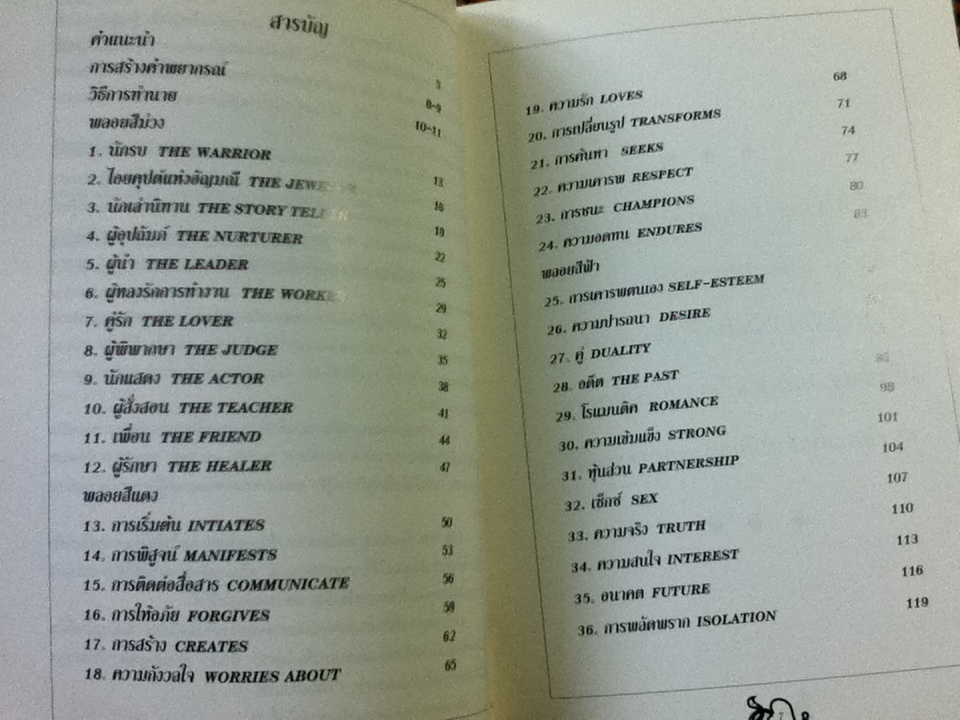 สารบัญ
คำแนะนำ
การสร้างคำพยากรณ์ 5
วิธีการทำนาย 8-9
พลอยสีม่วง 10-11
1. นักรบ THE WARRIOR
2. ไอยคุปต์แห่งอัญมณี THE 13
3. นักเล่านิทาน THE STORY 16
4. ผู้อุปถัมภ์ THE NURTURER 19
5. ผู้นำ THE LEADER 22
6. ผู้หลงรักการทำงาน THE 25
7. คู่รัก THE LOVER 29
8. ผู้พิพากษา THE JUDGE 32
9. นักแสดง THE ACTOR 35
10. ผู้สั่งสอน THE TEACHER 38
11. เพื่อน THE FRIEND 41
12. ผู้รักษา THE HEALER 44
พลอยสีแดง 47
13. การเริ่มต้น INTIATES 50
14. การพิสูจน์ MANIFESTS 53
15. การติดต่อสื่อสาร COMMUNICATE 56
16. การให้อภัย FORGIVES 59
17. การสร้าง CREATES 62
18. ความกังวลใจ WORRIES ABOUT 65
19. ความรัก LOVES 68
20. การเปลี่ยนรูป TRANSFORMS 71
21. การค้นหา SEEKS 74
22. ความเคารพ RESPECT 77
23. การชนะ CHAMPIONS 80
24. ความอดทน ENDURES 83
พลอยสีฟ้า
25. การเคารพตนเอง SELF-ESTEEM
26. ความปรารถนา DESIRE
27. คู่ DUALITY
28. อดีต THE PAST 95
29. โรแมนติค ROMANCE 98
30. ความเข้มแข็ง STRONG 101
31. หุ้นส่วน PARTNERSHIP 104
32. เซ็กซ์ SEX 107
33. ความจริง TRUTH 110
34. ความสนใจ INTEREST 113
35. อนาคต FUTURE 116
36. การพลัดพราก ISOLATION 119
7